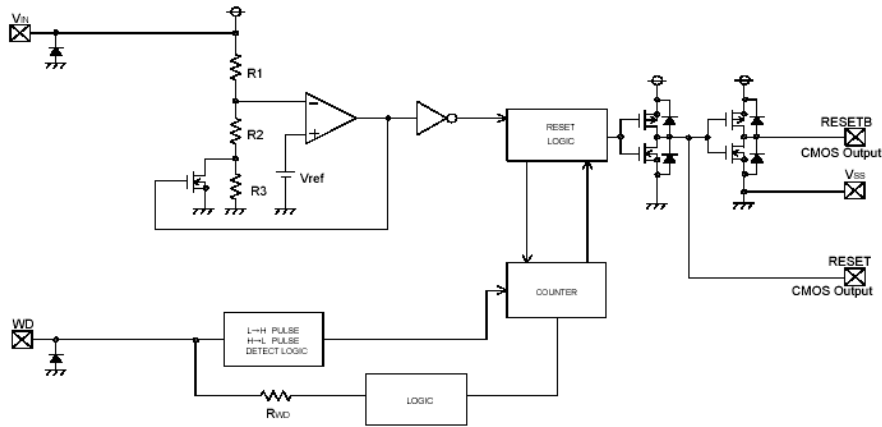 VIN
R1
R2
R3
Vref
RESET
LOGIC
RESETB
CMOS Output
VSS
RESET
CMOS Output
COUNTER
WD
L→H PULSE
H→L PULSE
DETECT LOGIC
RWD
LOGIC